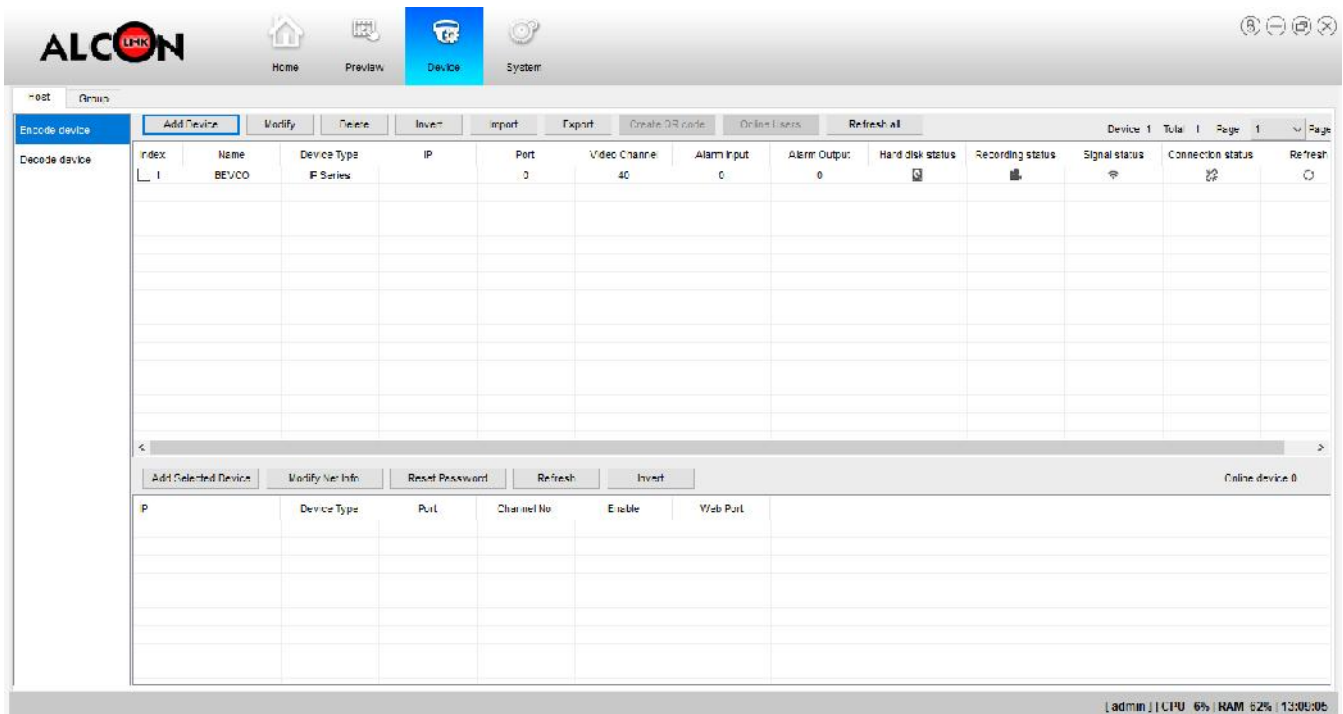 ALCON LINK
Home Preview Device System
Host Group
Encode device
Decode device
Add Device Modify Delete Invert Import Export Create QR code Online Users Refresh all
Device 1 Total 1 Page 1 Page
Index Name Device Type IP Port Video Channel Alarm Input Alarm Output Hard disk status Recording status Signal status Connection status Refresh
1 BEVCO IP Series 0 40 0 0
Add Selected Device Modify Net Info Reset Password Refresh Invert
Online device 0
IP Device Type Port Channel No Enable Web Port
[ admin ] | CPU 6% | RAM 62% | 13:09:05